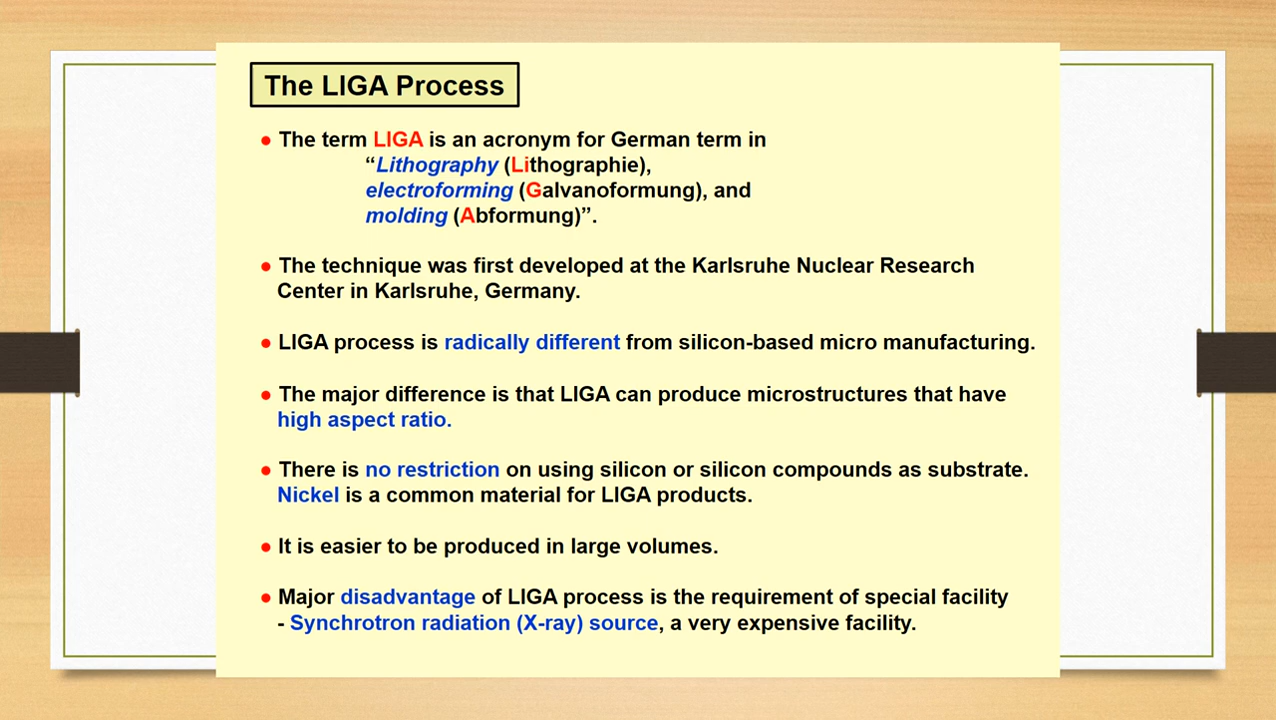 The LIGA Process
● The term LIGA is an acronym for German term in
“Lithography (Lithographie),
electroforming (Galvanoformung), and
molding (Abformung)”.
● The technique was first developed at the Karlsruhe Nuclear Research
Center in Karlsruhe, Germany.
● LIGA process is radically different from silicon-based micro manufacturing.
● The major difference is that LIGA can produce microstructures that have
high aspect ratio.
● There is no restriction on using silicon or silicon compounds as substrate.
Nickel is a common material for LIGA products.
● It is easier to be produced in large volumes.
● Major disadvantage of LIGA process is the requirement of special facility
- Synchrotron radiation (X-ray) source, a very expensive facility.